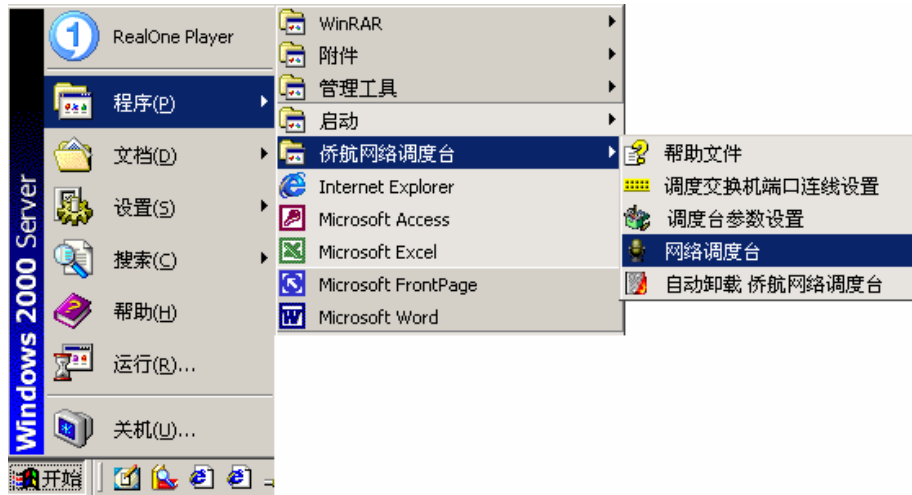 RealOne Player
程序(P)
文档(D)
设置(S)
搜索(C)
帮助(H)
运行(R)...
关机(U)...
Windows 2000 Server
开始
WinRAR
附件
管理工具
启动
侨航网络调度台
Internet Explorer
Microsoft Access
Microsoft Excel
Microsoft FrontPage
Microsoft Word
帮助文件
调度交换机端口连线设置
调度台参数设置
网络调度台
自动卸载 侨航网络调度台